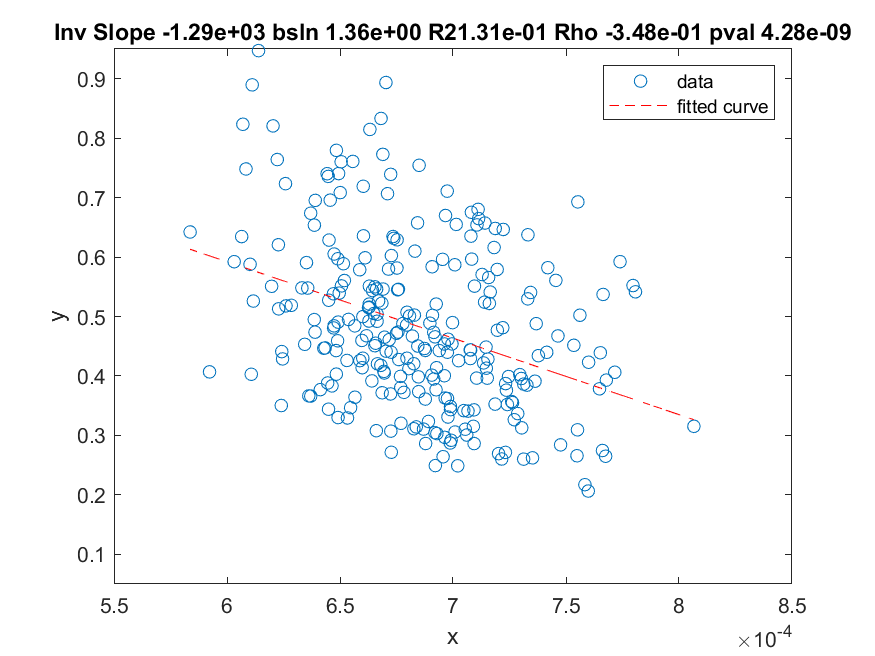 Inv Slope -1.29e+03 bsln 1.36e+00 R21.31e-01 Rho -3.48e-01 pval 4.28e-09
data
fitted curve
0.9
0.8
0.7
0.6
0.5
0.4
0.3
0.2
0.1
y
5.5 6 6.5 7 7.5 8 8.5
x
×10-4